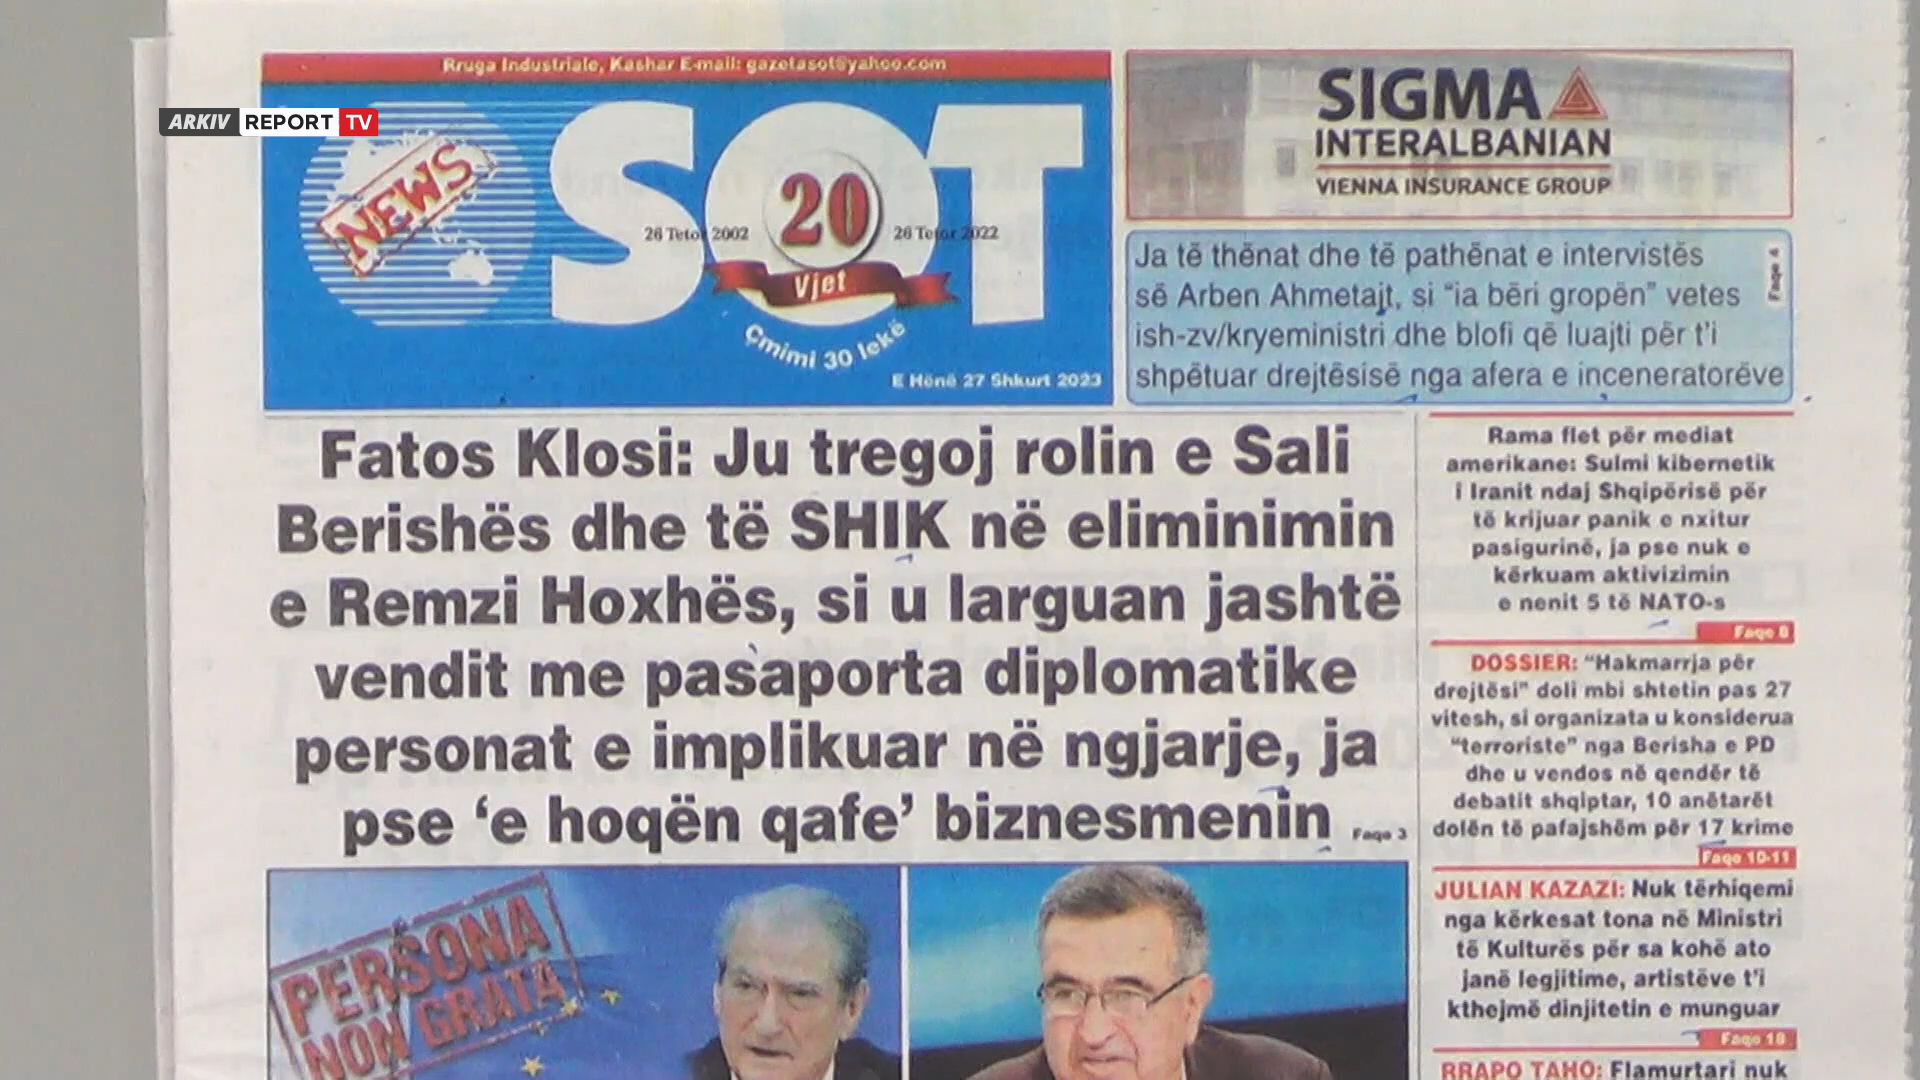 Rruga Industriale, Kashar E-mail: gazetasot@yahoo.com
ARKIV REPORT TV
NEWS
SOT
26 Tetor 2002
20
26 Tetor 2022
Vjet
Çmimi 30 lekë
E Hënë 27 Shkurt 2023
SIGMA
INTERALBANIAN
VIENNA INSURANCE GROUP
Ja të thënat dhe të pathënat e intervistës
së Arben Ahmetajt, si “ia bëri gropën” vetes
ish-zv/kryeministri dhe blofi që luajti për t’i
shpëtuar drejtësisë nga afera e inceneratorëve
Faqe 4
Fatos Klosi: Ju tregoj rolin e Sali
Berishës dhe të SHIK në eliminimin
e Remzi Hoxhës, si u larguan jashtë
vendit me pasaporta diplomatike
personat e implikuar në ngjarje, ja
pse ‘e hoqën qafe’ biznesmenin
Faqe 3
PERSONA
NON GRATA
Rama flet për mediat
amerikane: Sulmi kibernetik
i Iranit ndaj Shqipërisë për
të krijuar panik e nxitur
pasigurinë, ja pse nuk e
kërkuam aktivizimin
e nenit 5 të NATO-s
Faqe 6
DOSSIER: “Hakmarrja për
drejtësi” doli mbi shtetin pas 27
vitesh, si organizata u konsiderua
“terroriste” nga Berisha e PD
dhe u vendos në qendër të
debatit shqiptar, 10 anëtarët
dolën të pafajshëm për 17 krime
Faqe 10-11
JULIAN KAZAZI: Nuk tërhiqemi
nga kërkesat tona në Ministri
të Kulturës për sa kohë ato
janë legjitime, artistëve t’i
kthejmë dinjitetin e munguar
Faqe 18
RRAPO TAHO: Flamurtari nuk